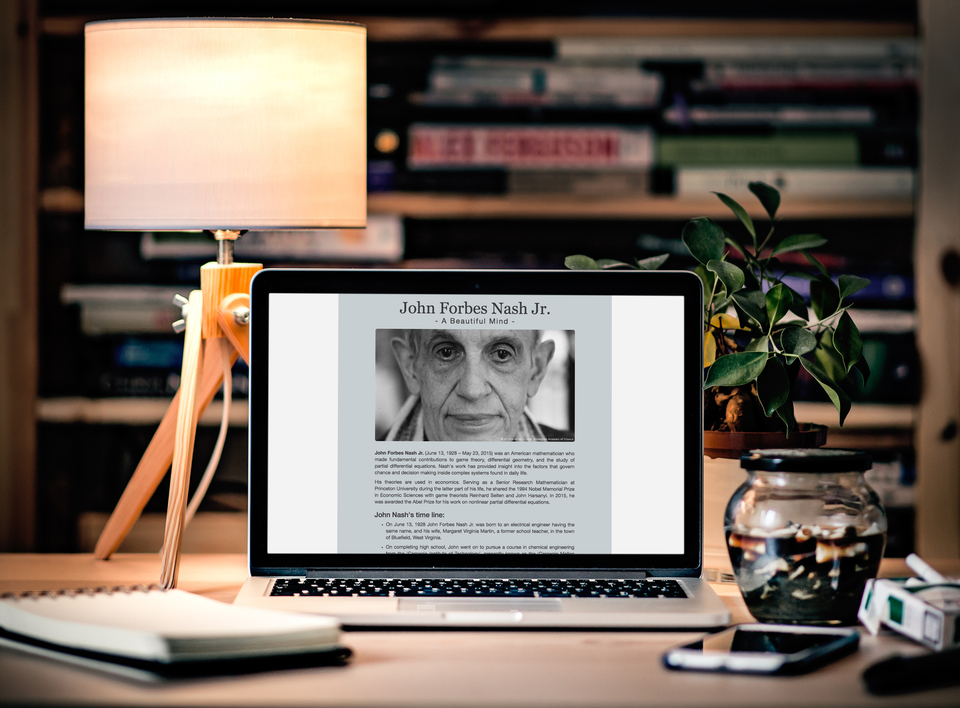 ALEX FERGUSON
John Forbes Nash Jr.
- A Beautiful Mind -
John Forbes Nash Jr. (June 13, 1928 – May 23, 2015) was an American mathematician who
made fundamental contributions to game theory, differential geometry, and the study of
partial differential equations. Nash's work has provided insight into the factors that govern
chance and decision making inside complex systems found in daily life.
His theories are used in economics. Serving as a Senior Research Mathematician at
Princeton University during the latter part of his life, he shared the 1994 Nobel Memorial Prize
in Economic Sciences with game theorists Reinhard Selten and John Harsanyi. In 2015, he
was awarded the Abel Prize for his work on nonlinear partial differential equations.
John Nash's time line:
• On June 13, 1928 John Forbes Nash Jr. was born to an electrical engineer having the
same name, and his wife, Margaret Virginia Martin, a former school teacher, in the town
of Bluefield, West Virginia.
• On completing high school, John went on to pursue a course in chemical engineering